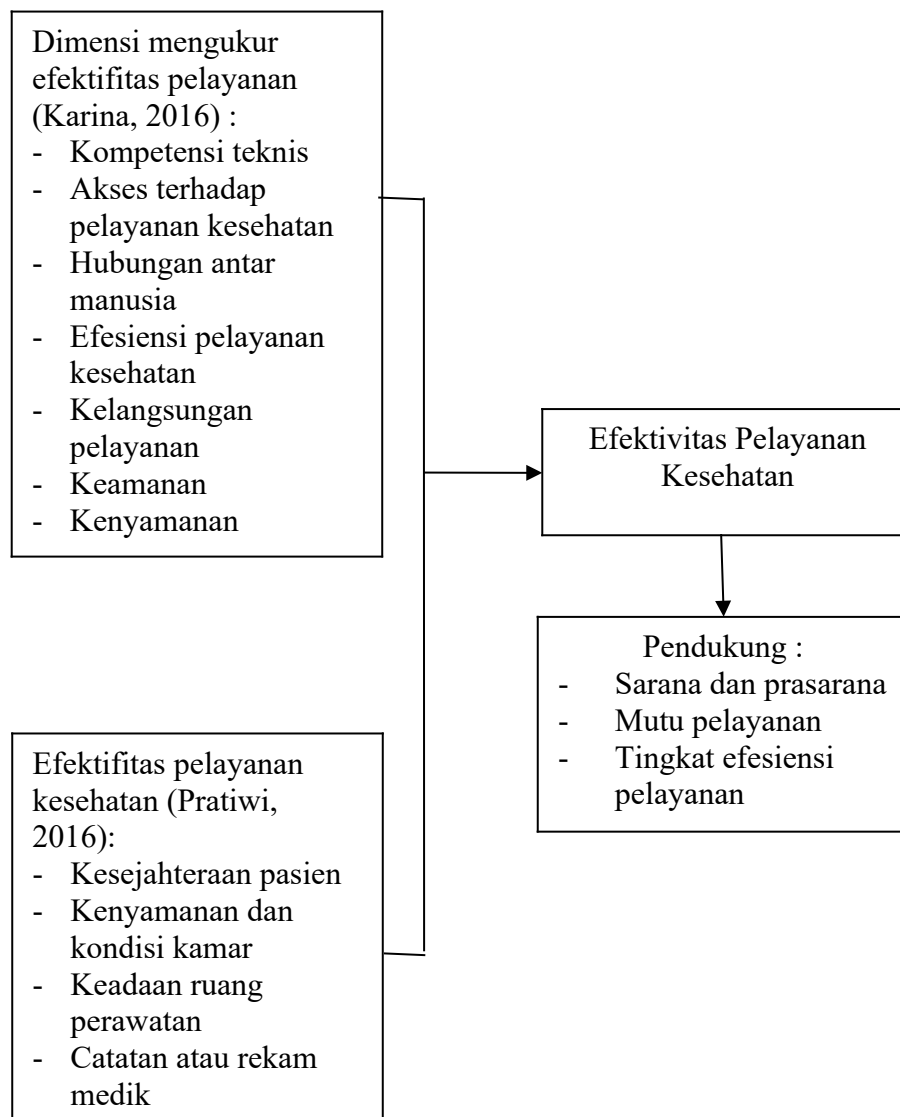 Dimensi mengukur
efektifitas pelayanan
(Karina, 2016) :
- Kompetensi teknis
- Akses terhadap
pelayanan kesehatan
- Hubungan antar
manusia
- Efesiensi pelayanan
kesehatan
- Kelangsungan
pelayanan
- Keamanan
- Kenyamanan
Efektivitas Pelayanan
Kesehatan
Pendukung :
- Sarana dan prasarana
- Mutu pelayanan
- Tingkat efesiensi
pelayanan
Efektifitas pelayanan
kesehatan (Pratiwi,
2016):
- Kesejahteraan pasien
- Kenyamanan dan
kondisi kamar
- Keadaan ruang
perawatan
- Catatan atau rekam
medik